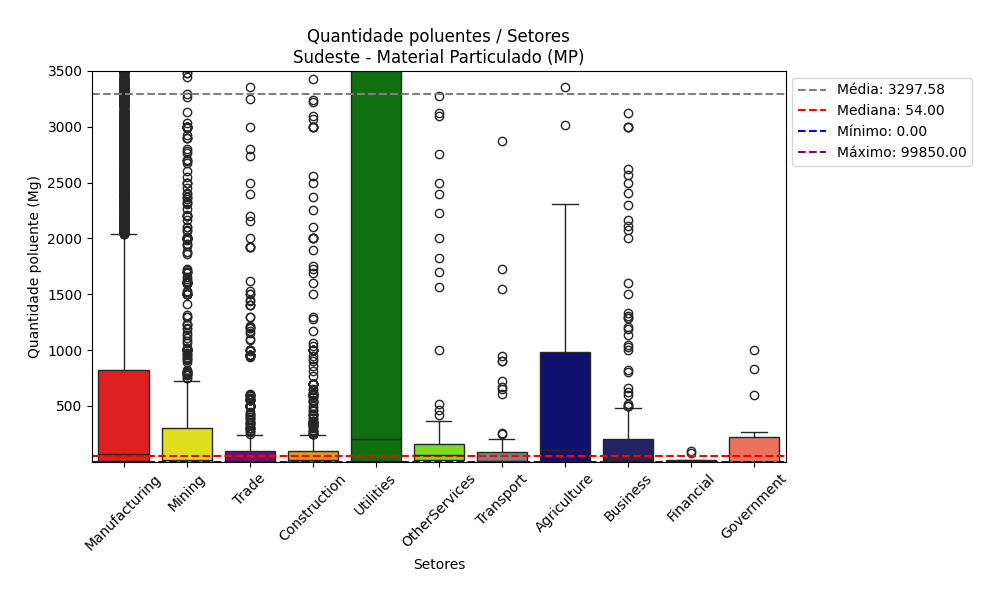 Quantidade poluentes / Setores
Sudeste - Material Particulado (MP)
Quantidade poluente (Mg)
3500
3000
2500
2000
1500
1000
500
Manufacturing
Mining
Trade
Construction
Utilities
OtherServices
Transport
Agriculture
Business
Financial
Government
Setores
Média: 3297.58
Mediana: 54.00
Mínimo: 0.00
Máximo: 99850.00